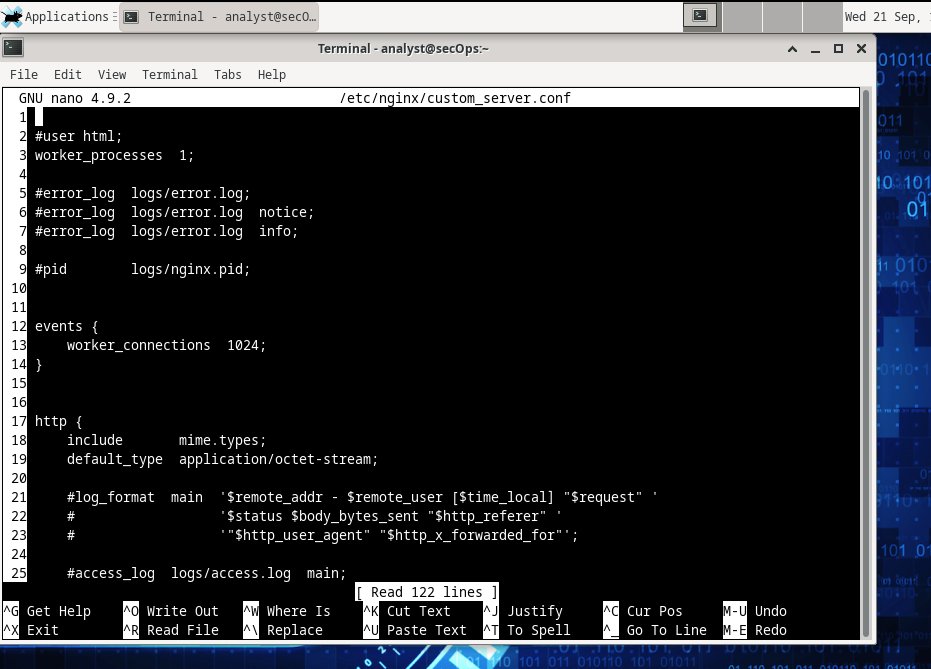 Applications Terminal - analyst@secO... Wed 21 Sep,
Terminal - analyst@secOps:~
File Edit View Terminal Tabs Help
GNU nano 4.9.2 /etc/nginx/custom_server.conf
1
2 #user html;
3 worker_processes  1;
4
5 #error_log  logs/error.log;
6 #error_log  logs/error.log  notice;
7 #error_log  logs/error.log  info;
8
9 #pid        logs/nginx.pid;
10
11
12 events {
13     worker_connections  1024;
14 }
15
16
17 http {
18     include       mime.types;
19     default_type  application/octet-stream;
20
21     #log_format  main  '$remote_addr - $remote_user [$time_local] "$request" '
22     #                  '$status $body_bytes_sent "$http_referer" '
23     #                  '"$http_user_agent" "$http_x_forwarded_for"';
24
25     #access_log  logs/access.log  main;
[ Read 122 lines ]
^G Get Help ^O Write Out ^W Where Is ^K Cut Text ^J Justify ^C Cur Pos M-U Undo
^X Exit ^R Read File ^\ Replace ^U Paste Text ^T To Spell ^_ Go To Line M-E Redo